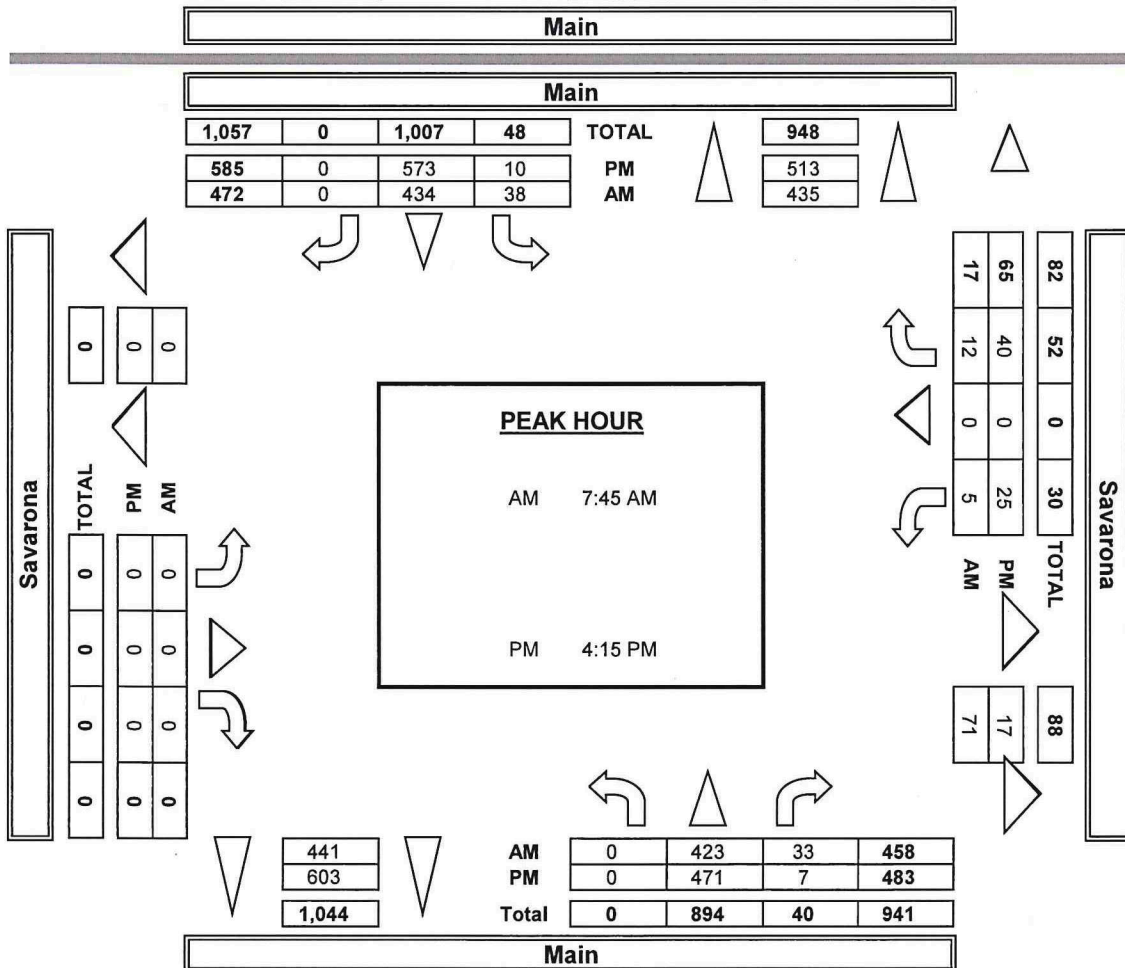 Main
Main
1,057 0 1,007 48 TOTAL 948
585 0 573 10 PM 513
472 0 434 38 AM 435
Savarona
0 0 0
TOTAL PM AM
0 0 0
0 0 0
0 0 0
0 0 0
17 65 82
12 40 52
0 0 0
5 25 30
AM PM TOTAL
71 17 88
Savarona
PEAK HOUR
AM 7:45 AM
PM 4:15 PM
441 AM 0 423 33 458
603 PM 0 471 7 483
1,044 Total 0 894 40 941
Main